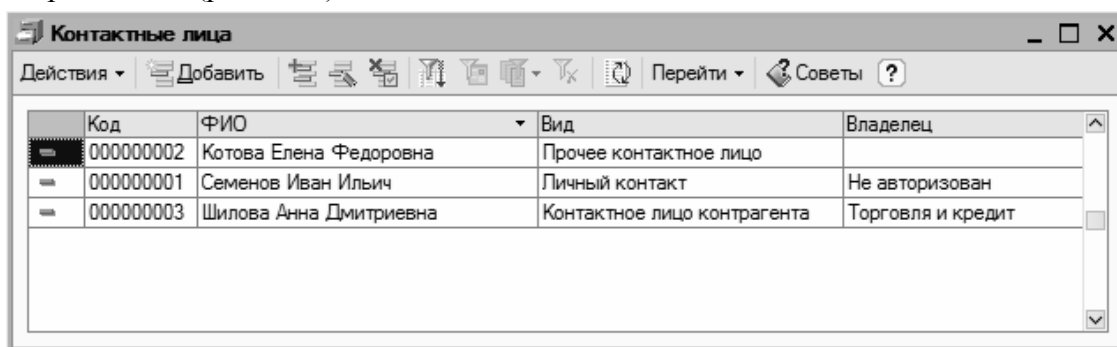 Контактные лица
Действия Добавить Перейти Советы ?
Код ФИО Вид Владелец
000000002 Котова Елена Федоровна Прочее контактное лицо
000000001 Семенов Иван Ильич Личный контакт Не авторизован
000000003 Шилова Анна Дмитриевна Контактное лицо контрагента Торговля и кредит